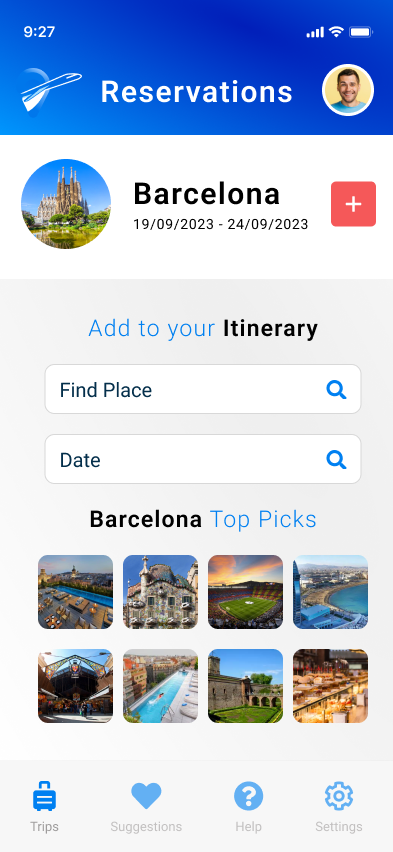 9:27
Reservations
Barcelona
19/09/2023 - 24/09/2023
Add to your Itinerary
Find Place
Date
Barcelona Top Picks
Trips
Suggestions
Help
Settings